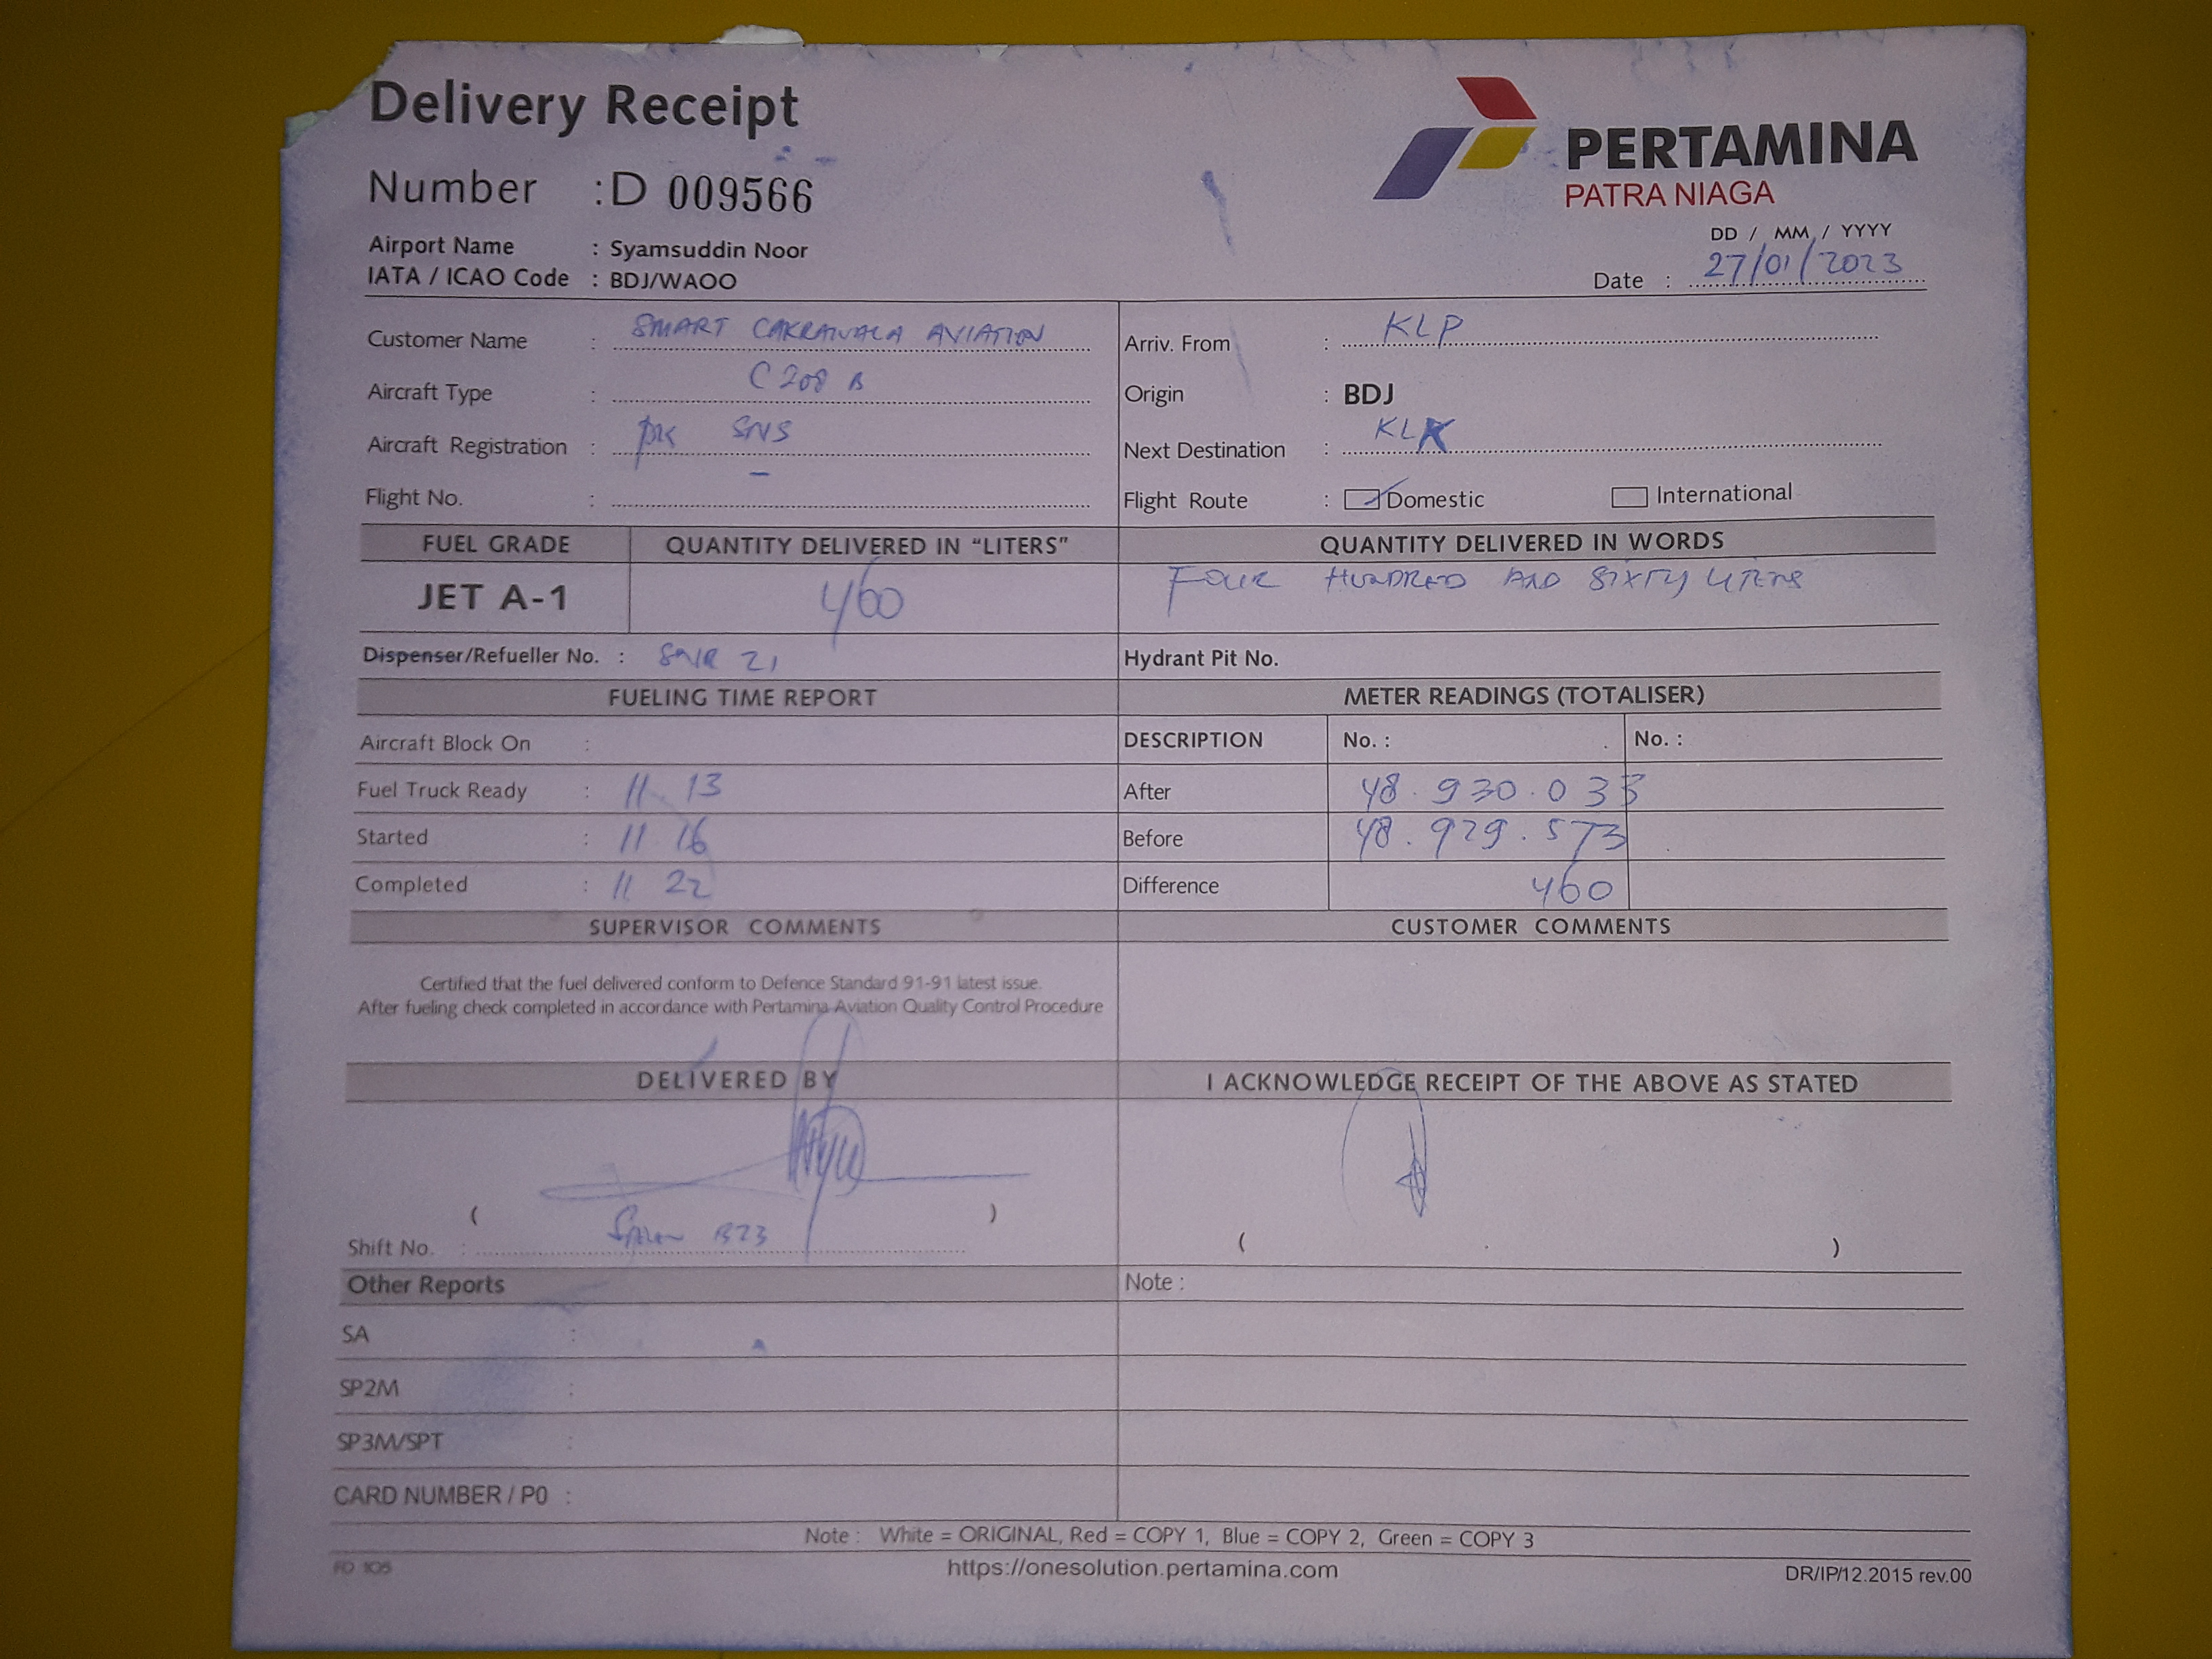 Delivery Receipt
Number : D 009566
PERTAMINA
PATRA NIAGA
Airport Name : Syamsuddin Noor
IATA / ICAO Code : BDJ/WAOO
DD / MM / YYYY
Date : 27/01/2023
Customer Name : SMART CAKRAWALA AVIATION
Aircraft Type : C 208 B
Aircraft Registration : PK SNS
Flight No. : –
Arriv. From : KLP
Origin : BDJ
Next Destination :
Flight Route : Domestic International
FUEL GRADE QUANTITY DELIVERED IN "LITERS" QUANTITY DELIVERED IN WORDS
JET A-1 460 FOUR HUNDRED AND SIXTY LITERS
Dispenser/Refueller No. : 21 Hydrant Pit No.
FUELING TIME REPORT METER READINGS (TOTALISER)
Aircraft Block On : DESCRIPTION No. : No. :
Fuel Truck Ready : 11 13 After 48.930.033
Started : 11 16 Before 48.929.573
Completed : 11 22 Difference 460
SUPERVISOR COMMENTS CUSTOMER COMMENTS
Certified that the fuel delivered conform to Defence Standard 91-91 latest issue.
After fueling check completed in accordance with Pertamina Aviation Quality Control Procedure
DELIVERED BY I ACKNOWLEDGE RECEIPT OF THE ABOVE AS STATED
( ) ( )
Shift No. :
Other Reports Note :
SA :
SP2M :
SP3M/SPT :
CARD NUMBER / P0 :
Note : White = ORIGINAL, Red = COPY 1, Blue = COPY 2, Green = COPY 3
FD 105 https://onesolution.pertamina.com DR/IP/12.2015 rev.00